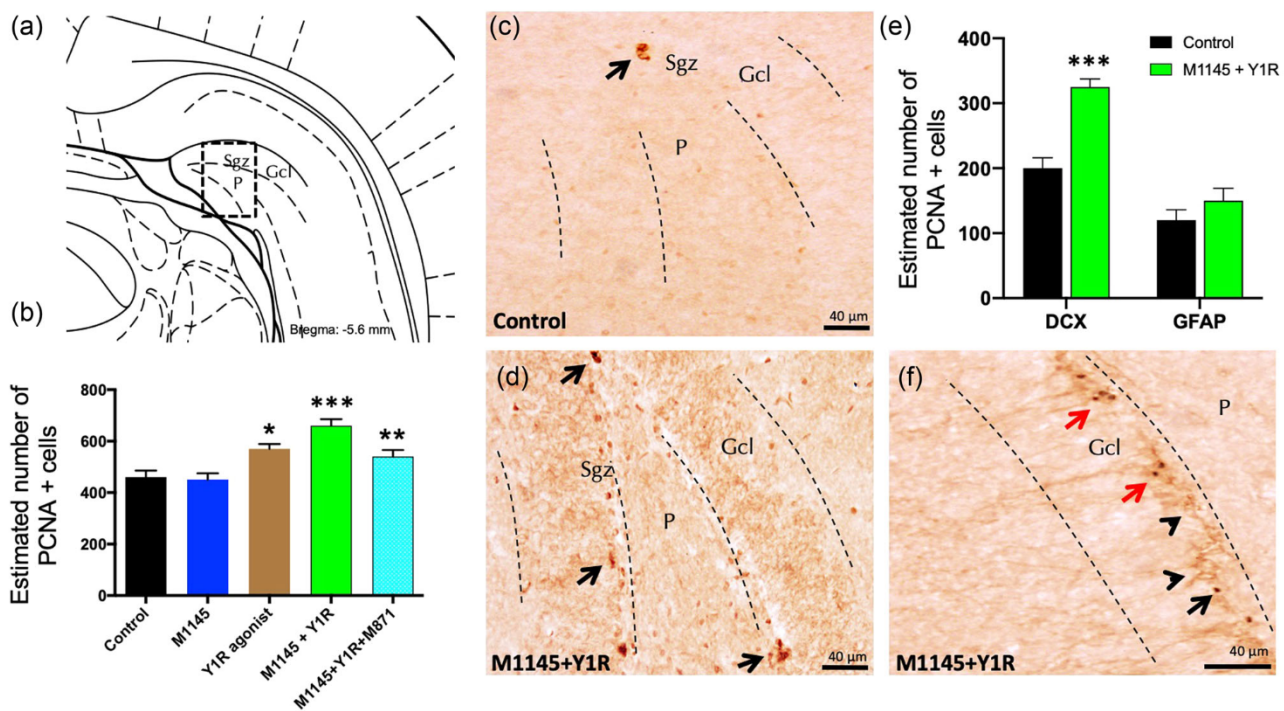 (a)
Sgz
P
Gcl
Bregma: -5.6 mm
(b)
Estimated number of
PCNA + cells
800
600
400
200
0
*
***
**
Control
M1145
Y1R agonist
M1145 + Y1R
M1145+Y1R+M871
(c)
Sgz
Gcl
P
Control
40 µm
(d)
Sgz
Gcl
P
M1145+Y1R
40 µm
(e)
Estimated number of
PCNA + cells
400
300
200
100
0
***
Control
M1145 + Y1R
DCX
GFAP
(f)
P
Gcl
M1145+Y1R
40 µm